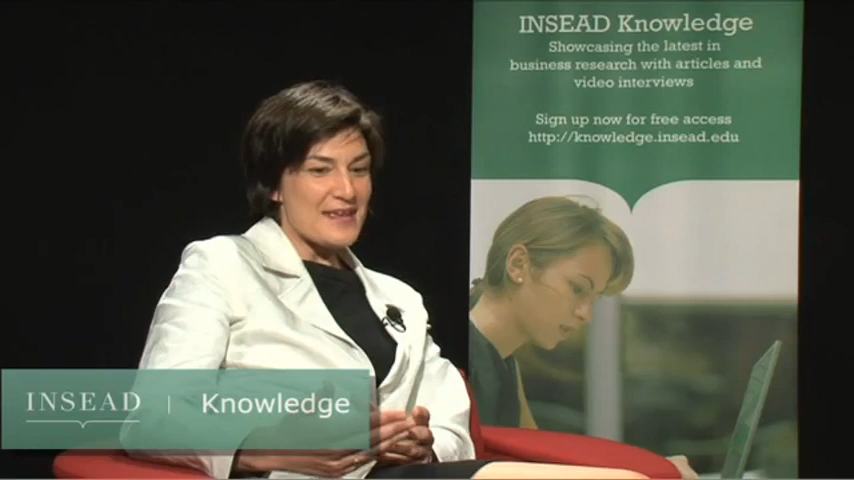 INSEAD Knowledge
Showcasing the latest in
business research with articles and
video interviews
Sign up now for free access
http://knowledge.insead.edu
INSEAD | Knowledge